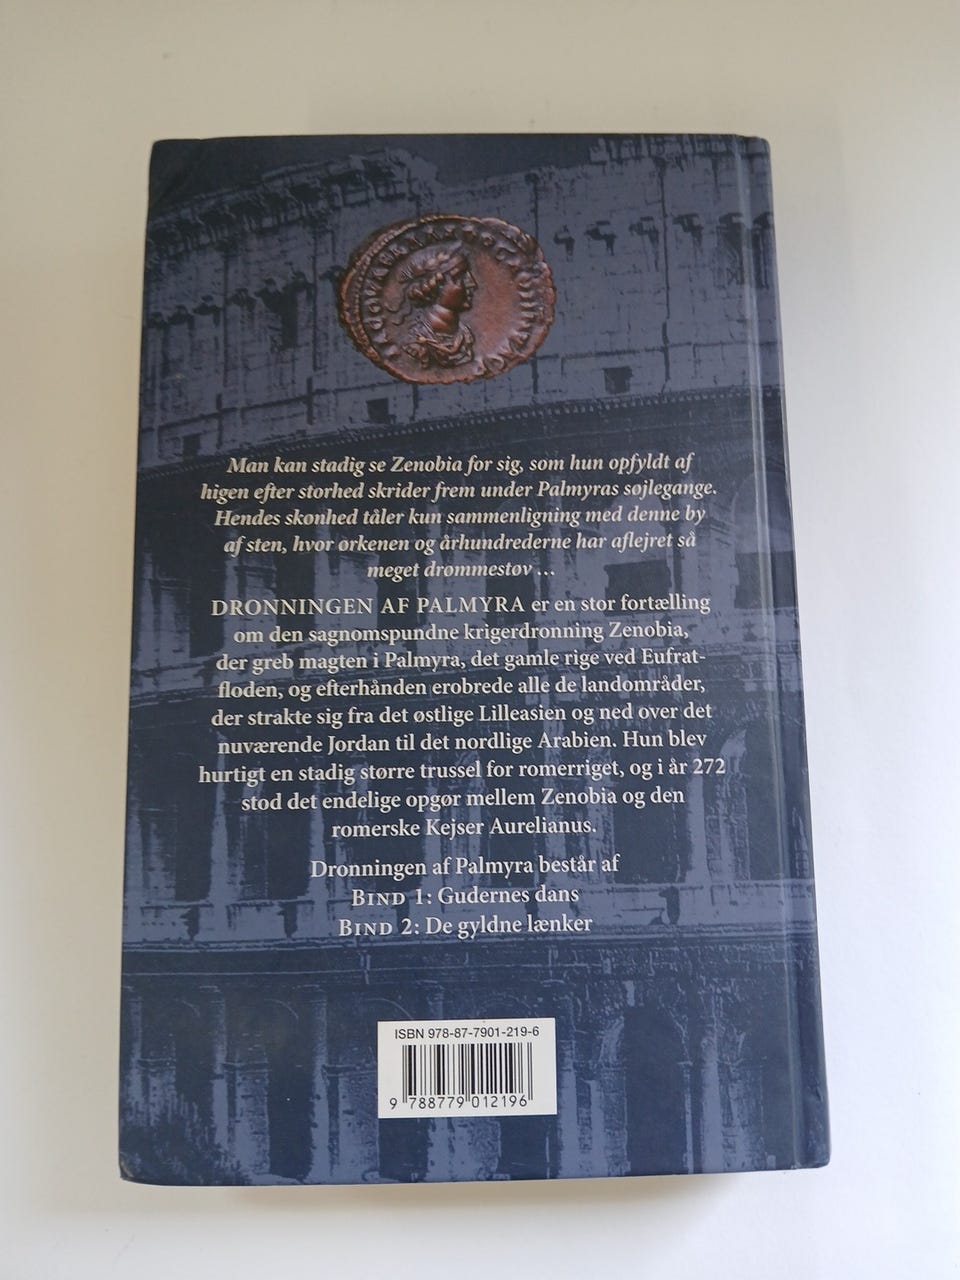 Man kan stadig se Zenobia for sig, som hun opfyldt af
higen efter storhed skrider frem under Palmyras søjlegange.
Hendes skønhed tåler kun sammenligning med denne by
af sten, hvor ørkenen og århundrederne har aflejret så
meget drømmestøv ...
DRONNINGEN AF PALMYRA er en stor fortælling
om den sagnomspundne krigerdronning Zenobia,
der greb magten i Palmyra, det gamle rige ved Eufrat-
floden, og efterhånden erobrede alle de landområder,
der strakte sig fra det østlige Lilleasien og ned over det
nuværende Jordan til det nordlige Arabien. Hun blev
hurtigt en stadig større trussel for romerriget, og i år 272
stod det endelige opgør mellem Zenobia og den
romerske Kejser Aurelianus.
Dronningen af Palmyra består af
BIND 1: Gudernes dans
BIND 2: De gyldne lænker
ISBN 978-87-7901-219-6
9 788779 012196